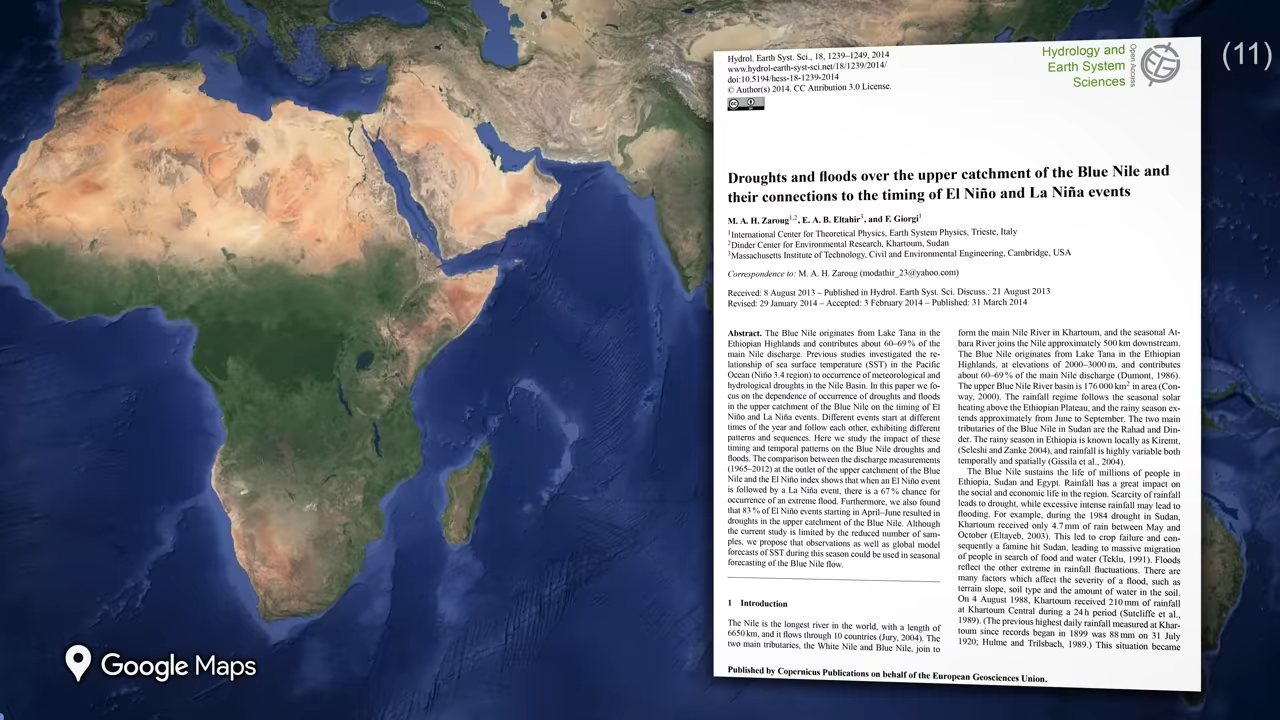 (11)
Hydrol. Earth Syst. Sci., 18, 1239–1249, 2014
www.hydrol-earth-syst-sci.net/18/1239/2014/
doi:10.5194/hess-18-1239-2014
© Author(s) 2014. CC Attribution 3.0 License.
Hydrology and
Earth System
Sciences
Open Access
Droughts and floods over the upper catchment of the Blue Nile and
their connections to the timing of El Niño and La Niña events
M. A. H. Zaroug1,2, E. A. B. Eltahir3, and F. Giorgi1
1International Center for Theoretical Physics, Earth System Physics, Trieste, Italy
2Dinder Center for Environmental Research, Khartoum, Sudan
3Massachusetts Institute of Technology, Civil and Environmental Engineering, Cambridge, USA
Correspondence to: M. A. H. Zaroug (modathir_23@yahoo.com)
Received: 8 August 2013 – Published in Hydrol. Earth Syst. Sci. Discuss.: 21 August 2013
Revised: 29 January 2014 – Accepted: 3 February 2014 – Published: 31 March 2014
Abstract. The Blue Nile originates from Lake Tana in the
Ethiopian Highlands and contributes about 60–69 % of the
main Nile discharge. Previous studies investigated the re-
lationship of sea surface temperature (SST) in the Pacific
Ocean (Niño 3.4 region) to occurrence of meteorological and
hydrological droughts in the Nile Basin. In this paper we fo-
cus on the dependence of occurrence of droughts and floods
in the upper catchment of the Blue Nile on the timing of El
Niño and La Niña events. Different events start at different
times of the year and follow each other, exhibiting different
patterns and sequences. Here we study the impact of these
timing and temporal patterns on the Blue Nile droughts and
floods. The comparison between the discharge measurements
(1965–2012) at the outlet of the upper catchment of the Blue
Nile and the El Niño index shows that when an El Niño event
is followed by a La Niña event, there is a 67 % chance for
occurrence of an extreme flood. Furthermore, we also found
that 83 % of El Niño events starting in April–June resulted in
droughts in the upper catchment of the Blue Nile. Although
the current study is limited by the reduced number of sam-
ples, we propose that observations as well as global model
forecasts of SST during this season could be used in seasonal
forecasting of the Blue Nile flow.
1 Introduction
The Nile is the longest river in the world, with a length of
6650 km, and it flows through 10 countries (Jury, 2004). The
two main tributaries, the White Nile and Blue Nile, join to
form the main Nile River in Khartoum, and the seasonal At-
bara River joins the Nile approximately 500 km downstream.
The Blue Nile originates from Lake Tana in the Ethiopian
Highlands, at elevations of 2000–3000 m, and contributes
about 60–69 % of the main Nile discharge (Dumont, 1986).
The upper Blue Nile River basin is 176 000 km2 in area (Con-
way, 2000). The rainfall regime follows the seasonal solar
heating above the Ethiopian Plateau, and the rainy season ex-
tends approximately from June to September. The two main
tributaries of the Blue Nile in Sudan are the Rahad and Din-
der. The rainy season in Ethiopia is known locally as Kiremt,
(Seleshi and Zanke 2004), and rainfall is highly variable both
temporally and spatially (Gissila et al., 2004).
The Blue Nile sustains the life of millions of people in
Ethiopia, Sudan and Egypt. Rainfall has a great impact on
the social and economic life in the region. Scarcity of rainfall
leads to drought, while excessive intense rainfall may lead to
flooding. For example, during the 1984 drought in Sudan,
Khartoum received only 4.7 mm of rain between May and
October (Eltayeb, 2003). This led to crop failure and con-
sequently a famine hit Sudan, leading to massive migration
of people in search of food and water (Teklu, 1991). Floods
reflect the other extreme in rainfall fluctuations. There are
many factors which affect the severity of a flood, such as
terrain slope, soil type and the amount of water in the soil.
On 4 August 1988, Khartoum received 210 mm of rainfall
at Khartoum Central during a 24 h period (Sutcliffe et al.,
1989). (The previous highest daily rainfall measured at Khar-
toum since records began in 1899 was 88 mm on 31 July
1920; Hulme and Trilsbach, 1989.) This situation became
Published by Copernicus Publications on behalf of the European Geosciences Union.
Google Maps